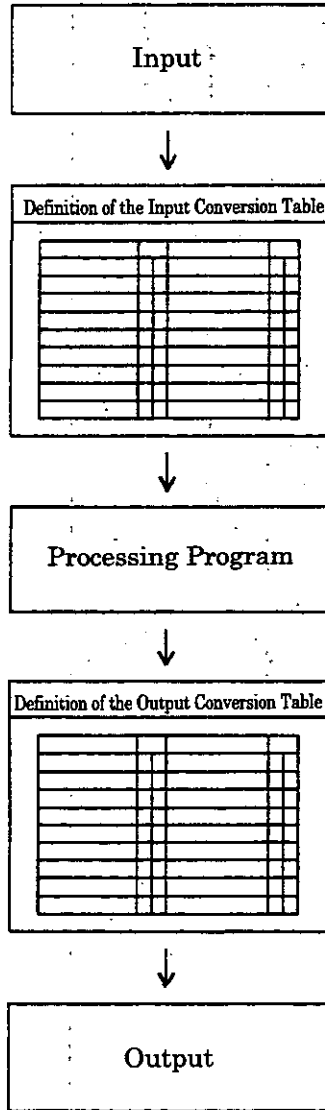 Input
Definition of the Input Conversion Table
Processing Program
Definition of the Output Conversion Table
Output